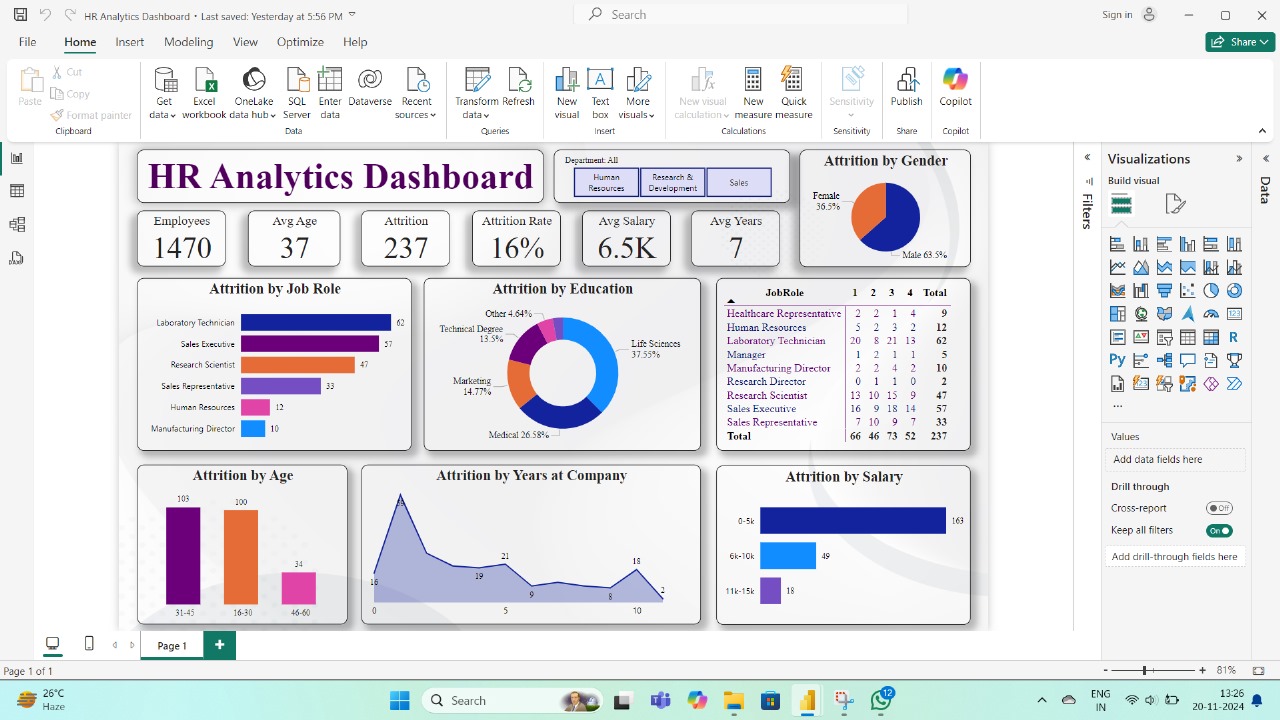 HR Analytics Dashboard • Last saved: Yesterday at 5:56 PM
Search
Sign in
File Home Insert Modeling View Optimize Help
Share
Paste
Cut
Copy
Format painter
Clipboard
Get data
Excel workbook
OneLake data hub
SQL Server
Enter data
Dataverse
Recent sources
Data
Transform data
Refresh
Queries
New visual
Text box
More visuals
Insert
New visual calculation
New measure
Quick measure
Calculations
Sensitivity
Sensitivity
Publish
Share
Copilot
Copilot
HR Analytics Dashboard
Department: All
Human Resources
Research & Development
Sales
Attrition by Gender
Female 36.5%
Male 63.5%
Employees
1470
Avg Age
37
Attrition
237
Attrition Rate
16%
Avg Salary
6.5K
Avg Years
7
Attrition by Job Role
Laboratory Technician 62
Sales Executive 57
Research Scientist 47
Sales Representative 33
Human Resources 12
Manufacturing Director 10
Attrition by Education
Other 4.64%
Technical Degree 13.5%
Life Sciences 37.55%
Marketing 14.77%
Medical 26.58%
JobRole 1 2 3 4 Total
Healthcare Representative 2 2 1 4 9
Human Resources 5 2 3 2 12
Laboratory Technician 20 8 21 13 62
Manager 1 2 1 1 5
Manufacturing Director 2 2 4 2 10
Research Director 0 1 1 0 2
Research Scientist 13 10 15 9 47
Sales Executive 16 9 18 14 57
Sales Representative 7 10 9 7 33
Total 66 46 73 52 237
Attrition by Age
103 100 34
31-45 16-30 46-60
Attrition by Years at Company
16 19 21 9 8 18 2
0 5 10
Attrition by Salary
0-5k 163
6k-10k 49
11k-15k 18
Filters
Visualizations
Build visual
R
Py
123
...
Values
Add data fields here
Drill through
Cross-report Off
Keep all filters On
Add drill-through fields here
Data
Page 1
Page 1 of 1
- + 81%
26°C
Haze
Search
12
ENG
IN
13:26
20-11-2024